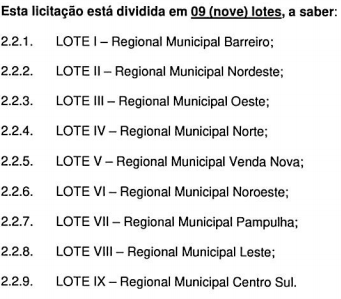 Esta licitação está dividida em 09 (nove) lotes, a saber:
2.2.1. LOTE I – Regional Municipal Barreiro;
2.2.2. LOTE II – Regional Municipal Nordeste;
2.2.3. LOTE III – Regional Municipal Oeste;
2.2.4. LOTE IV – Regional Municipal Norte;
2.2.5. LOTE V – Regional Municipal Venda Nova;
2.2.6. LOTE VI – Regional Municipal Noroeste;
2.2.7. LOTE VII – Regional Municipal Pampulha;
2.2.8. LOTE VIII – Regional Municipal Leste;
2.2.9. LOTE IX – Regional Municipal Centro Sul.